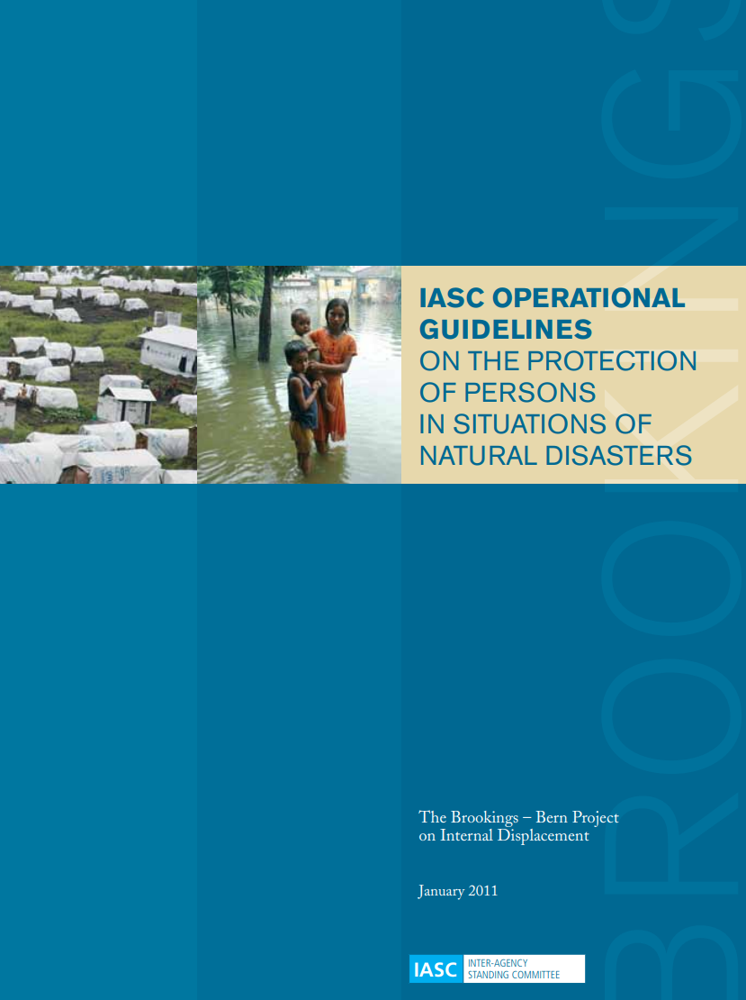 IASC OPERATIONAL
GUIDELINES
ON THE PROTECTION
OF PERSONS
IN SITUATIONS OF
NATURAL DISASTERS
BROOKINGS
The Brookings – Bern Project
on Internal Displacement
January 2011
IASC
INTER-AGENCY
STANDING COMMITTEE